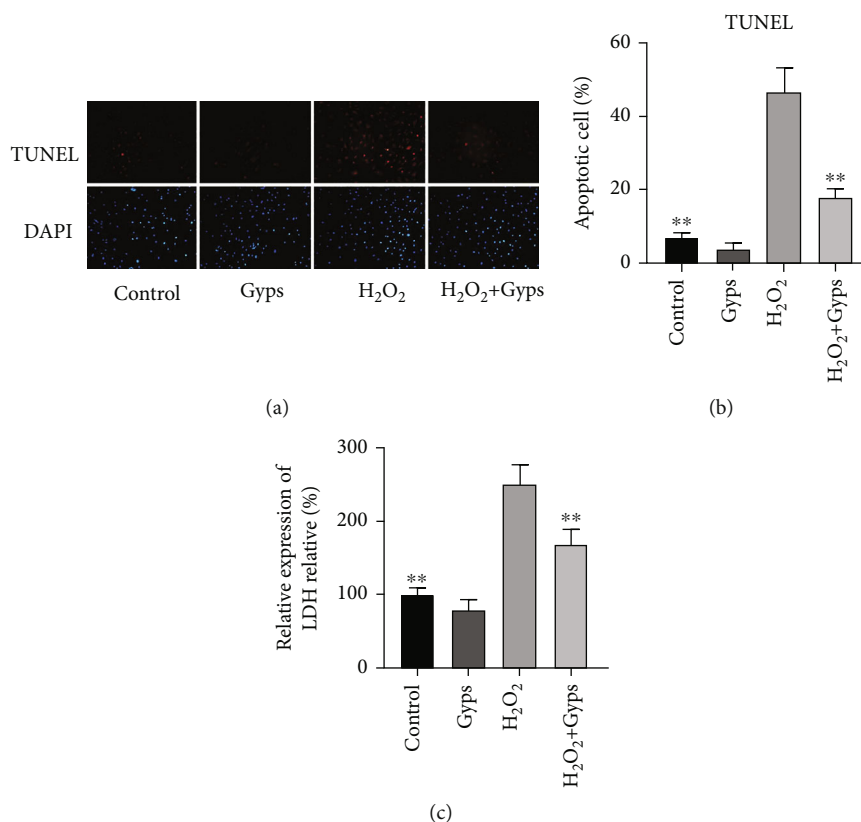 TUNEL
DAPI
Control Gyps H₂O₂ H₂O₂+Gyps
(a)
TUNEL
Apoptotic cell (%)
60
40
20
0
**
**
Control
Gyps
H₂O₂
H₂O₂+Gyps
(b)
Relative expression of
LDH relative (%)
300
200
100
0
**
**
Control
Gyps
H₂O₂
H₂O₂+Gyps
(c)